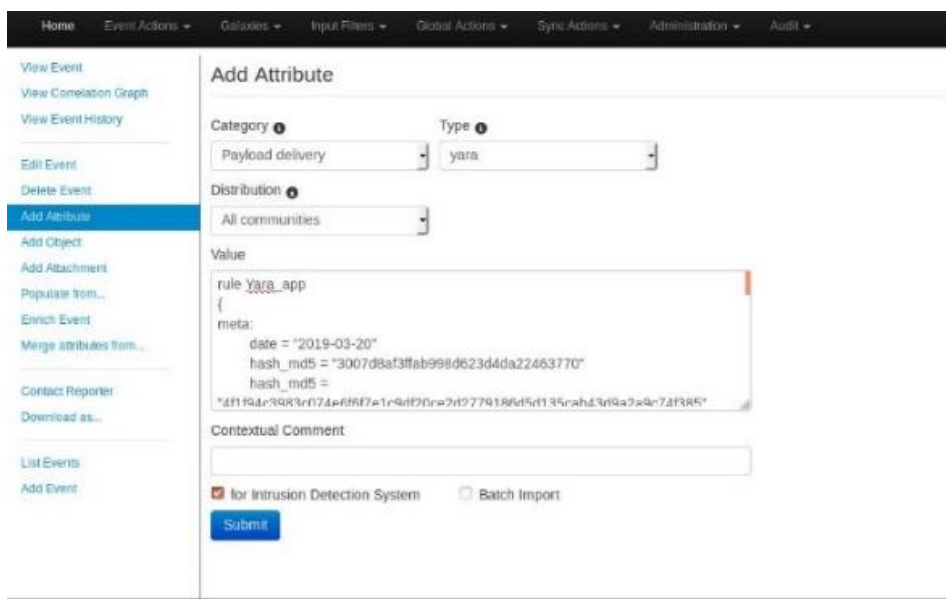 Home Event Actions Galaxies Input Filters Global Actions Sync Actions Administration Audit
View Event
View Correlation Graph
View Event History
Edit Event
Delete Event
Add Attribute
Add Object
Add Attachment
Populate from...
Enrich Event
Merge attributes from...
Contact Reporter
Download as...
List Events
Add Event
Add Attribute
Category Type
Payload delivery yara
Distribution
All communities
Value
rule Yara_app
{
meta:
date = "2019-03-20"
hash_md5 = "3007d8af3ffab998d623d4da22463770"
hash_md5 =
"4f1f94c3983c074e6f6f7e1c9df20ce2d2779186d5d135cab43d9a2a9c74f385"
Contextual Comment
for Intrusion Detection System Batch Import
Submit